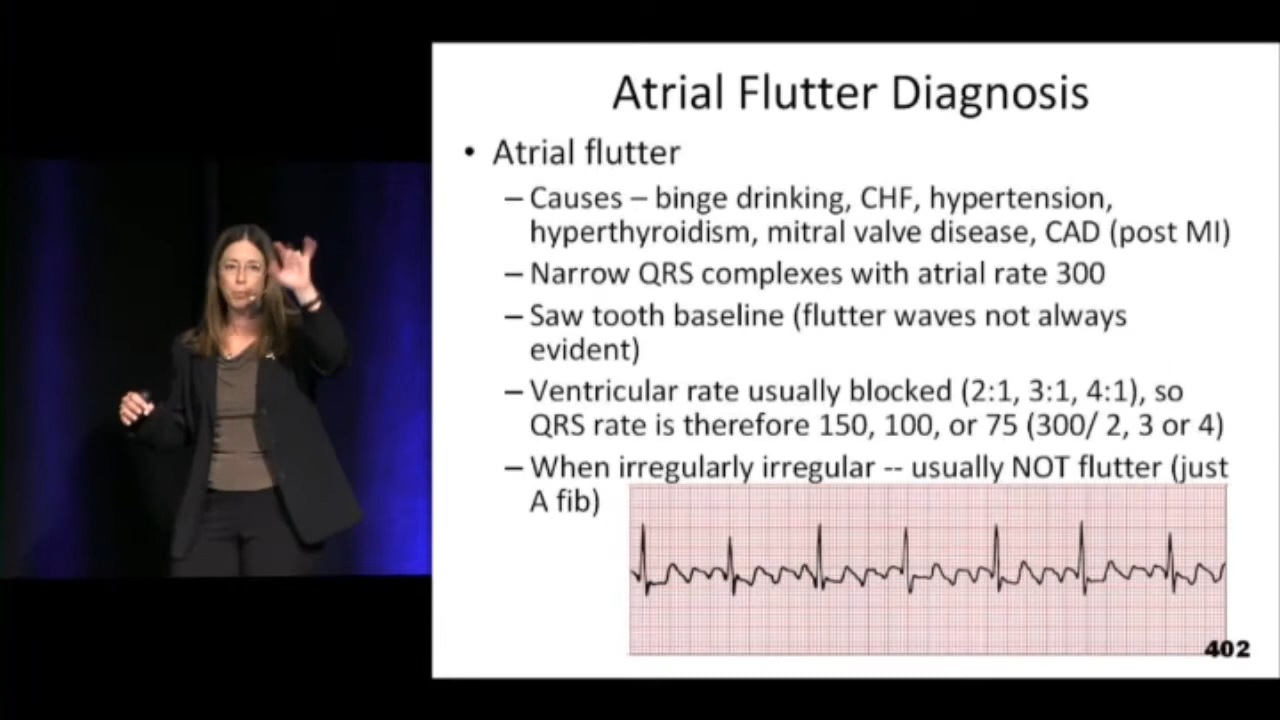 Atrial Flutter Diagnosis
• Atrial flutter
– Causes – binge drinking, CHF, hypertension,
hyperthyroidism, mitral valve disease, CAD (post MI)
– Narrow QRS complexes with atrial rate 300
– Saw tooth baseline (flutter waves not always
evident)
– Ventricular rate usually blocked (2:1, 3:1, 4:1), so
QRS rate is therefore 150, 100, or 75 (300/ 2, 3 or 4)
– When irregularly irregular -- usually NOT flutter (just
A fib)
402